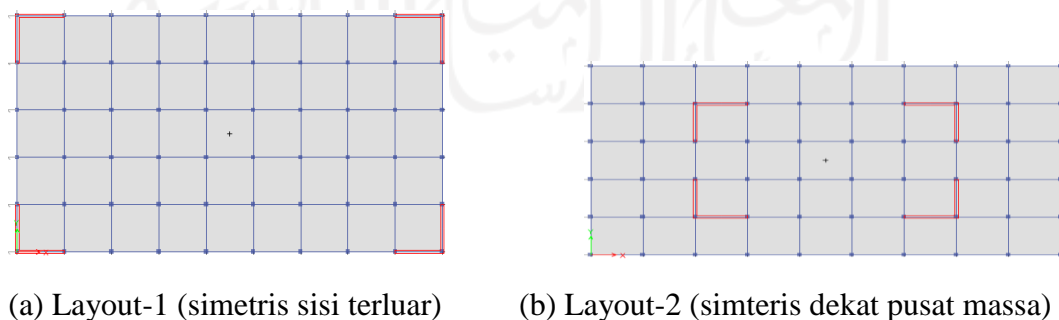 X
Y
X
(a) Layout-1 (simetris sisi terluar)
(b) Layout-2 (simteris dekat pusat massa)